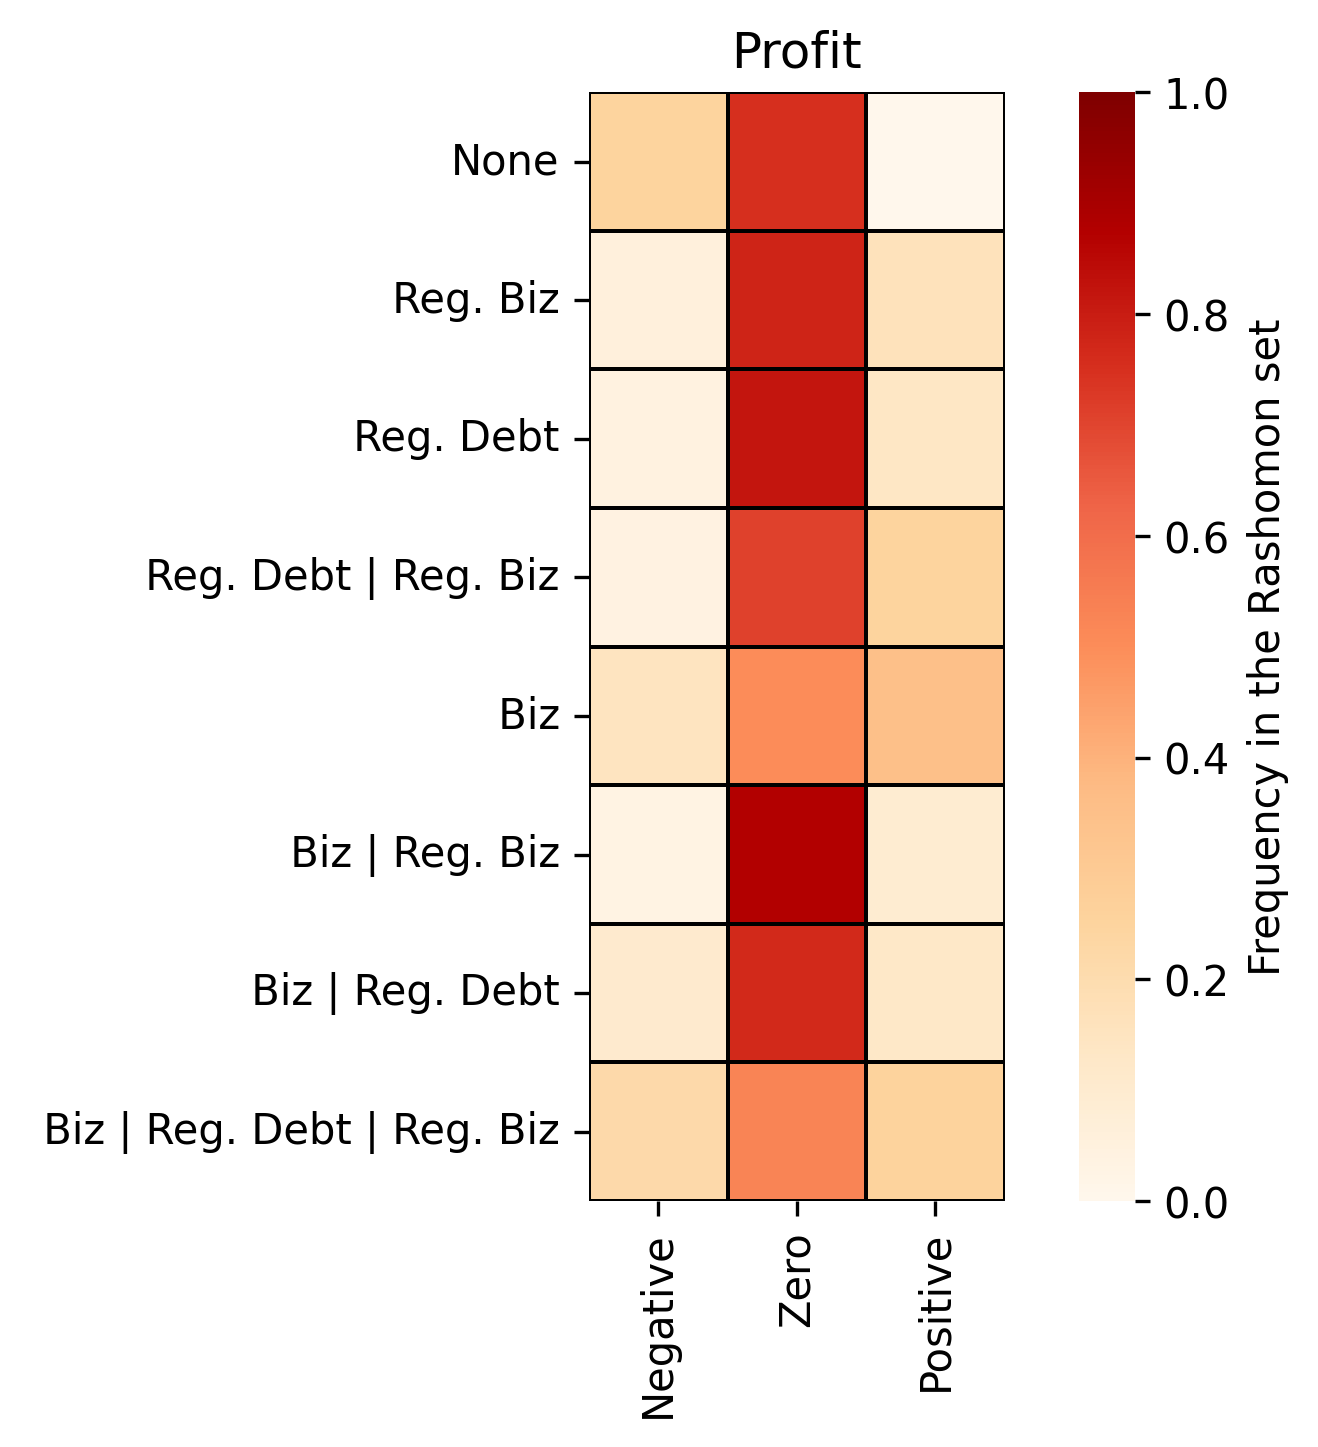 Profit
None
Reg. Biz
Reg. Debt
Reg. Debt | Reg. Biz
Biz
Biz | Reg. Biz
Biz | Reg. Debt
Biz | Reg. Debt | Reg. Biz
Negative
Zero
Positive
1.0
0.8
0.6
0.4
0.2
0.0
Frequency in the Rashomon set